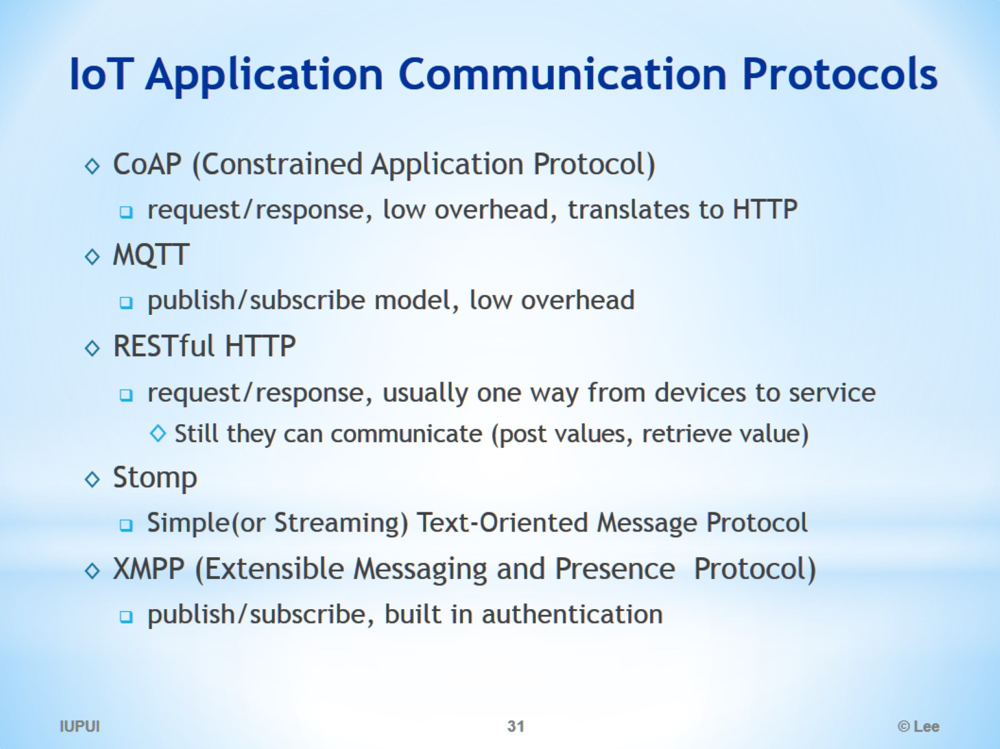 IoT Application Communication Protocols
CoAP (Constrained Application Protocol)
request/response, low overhead, translates to HTTP
MQTT
publish/subscribe model, low overhead
RESTful HTTP
request/response, usually one way from devices to service
Still they can communicate (post values, retrieve value)
Stomp
Simple(or Streaming) Text-Oriented Message Protocol
XMPP (Extensible Messaging and Presence  Protocol)
publish/subscribe, built in authentication
IUPUI 31 © Lee